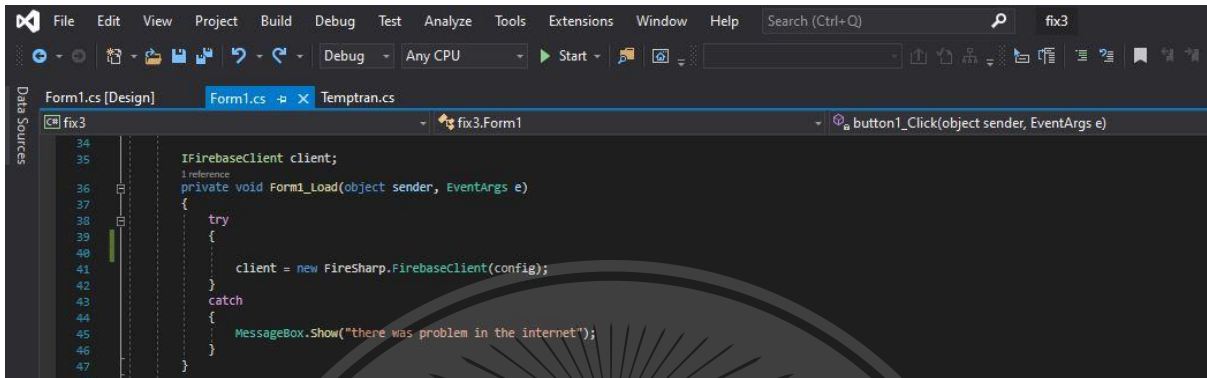 File Edit View Project Build Debug Test Analyze Tools Extensions Window Help Search (Ctrl+Q) fix3
Debug Any CPU Start
Data Sources
Form1.cs [Design] Form1.cs Temptran.cs
C# fix3 fix3.Form1 button1_Click(object sender, EventArgs e)
34
35 IFirebaseClient client;
1 reference
36 private void Form1_Load(object sender, EventArgs e)
37 {
38 try
39 {
40
41 client = new FireSharp.FirebaseClient(config);
42 }
43 catch
44 {
45 MessageBox.Show("there was problem in the internet");
46 }
47 }